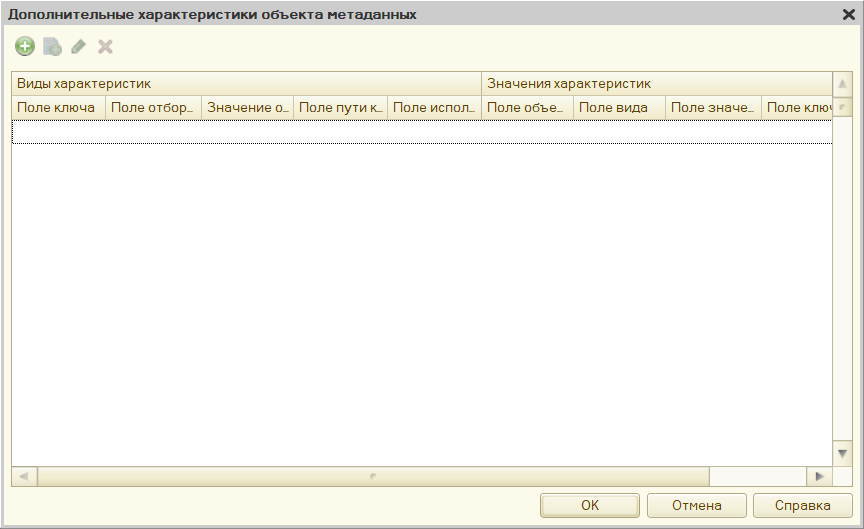 Дополнительные характеристики объекта метаданных
Виды характеристик Значения характеристик
Поле ключа Поле отбор... Значение о... Поле пути к... Поле испол... Поле объе... Поле вида Поле значе... Поле ключ
OK Отмена Справка